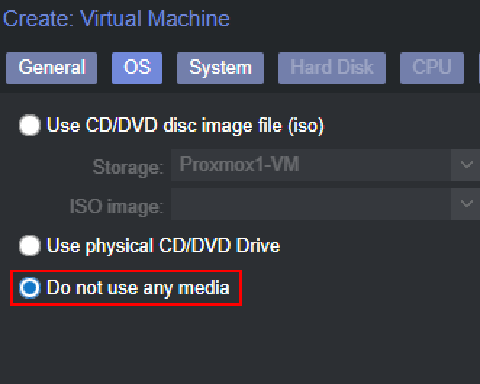 Create: Virtual Machine
General OS System Hard Disk CPU
Use CD/DVD disc image file (iso)
Storage: Proxmox1-VM
ISO image:
Use physical CD/DVD Drive
Do not use any media